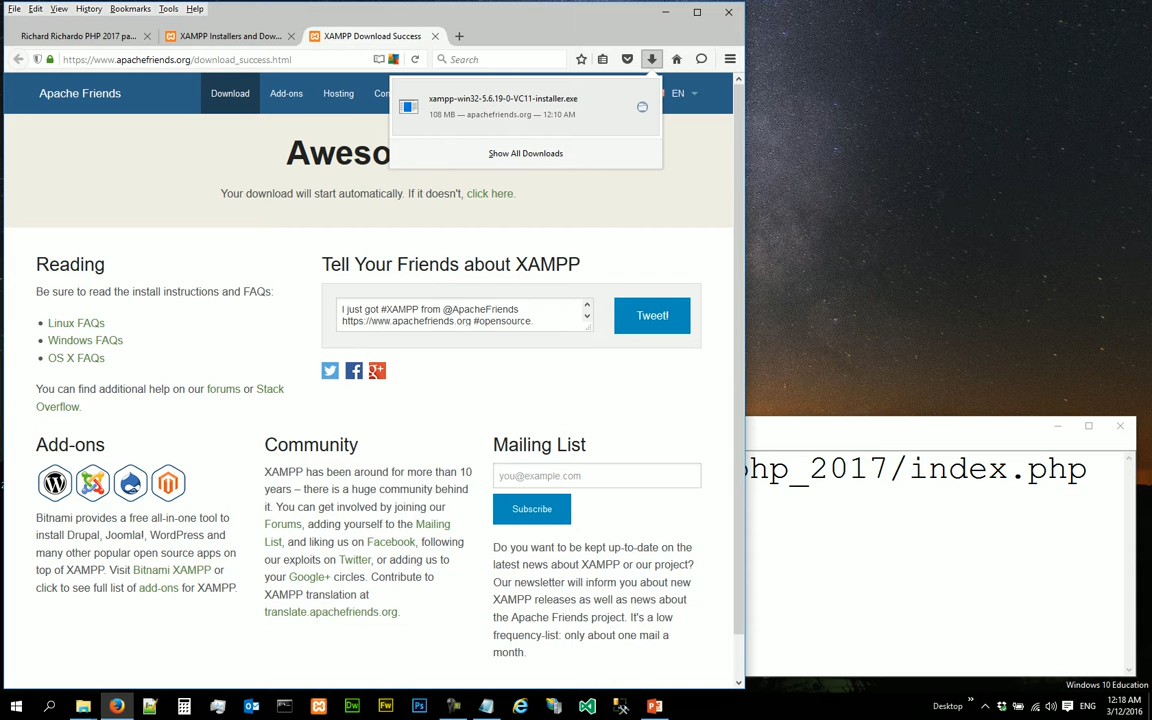 File Edit View History Bookmarks Tools Help
Richard Richardo PHP 2017 pa...
XAMPP Installers and Dow...
XAMPP Download Success
https://www.apachefriends.org/download_success.html
Search
Apache Friends
Download
Add-ons
Hosting
Con
EN
xampp-win32-5.6.19-0-VC11-installer.exe
108 MB — apachefriends.org — 12:10 AM
Show All Downloads
Aweso
Your download will start automatically. If it doesn't, click here.
Reading
Be sure to read the install instructions and FAQs:
Linux FAQs
Windows FAQs
OS X FAQs
You can find additional help on our forums or Stack
Overflow.
Tell Your Friends about XAMPP
I just got #XAMPP from @ApacheFriends
https://www.apachefriends.org #opensource.
Tweet!
Add-ons
Bitnami provides a free all-in-one tool to
install Drupal, Joomla!, WordPress and
many other popular open source apps on
top of XAMPP. Visit Bitnami XAMPP or
click to see full list of add-ons for XAMPP.
Community
XAMPP has been around for more than 10
years – there is a huge community behind
it. You can get involved by joining our
Forums, adding yourself to the Mailing
List, and liking us on Facebook, following
our exploits on Twitter, or adding us to
your Google+ circles. Contribute to
XAMPP translation at
translate.apachefriends.org.
Mailing List
you@example.com
Subscribe
Do you want to be kept up-to-date on the
latest news about XAMPP or our project?
Our newsletter will inform you about new
XAMPP releases as well as news about
the Apache Friends project. It's a low
frequency-list: only about one mail a
month.
hp_2017/index.php
Windows 10 Education
Desktop
ENG
12:18 AM
3/12/2016